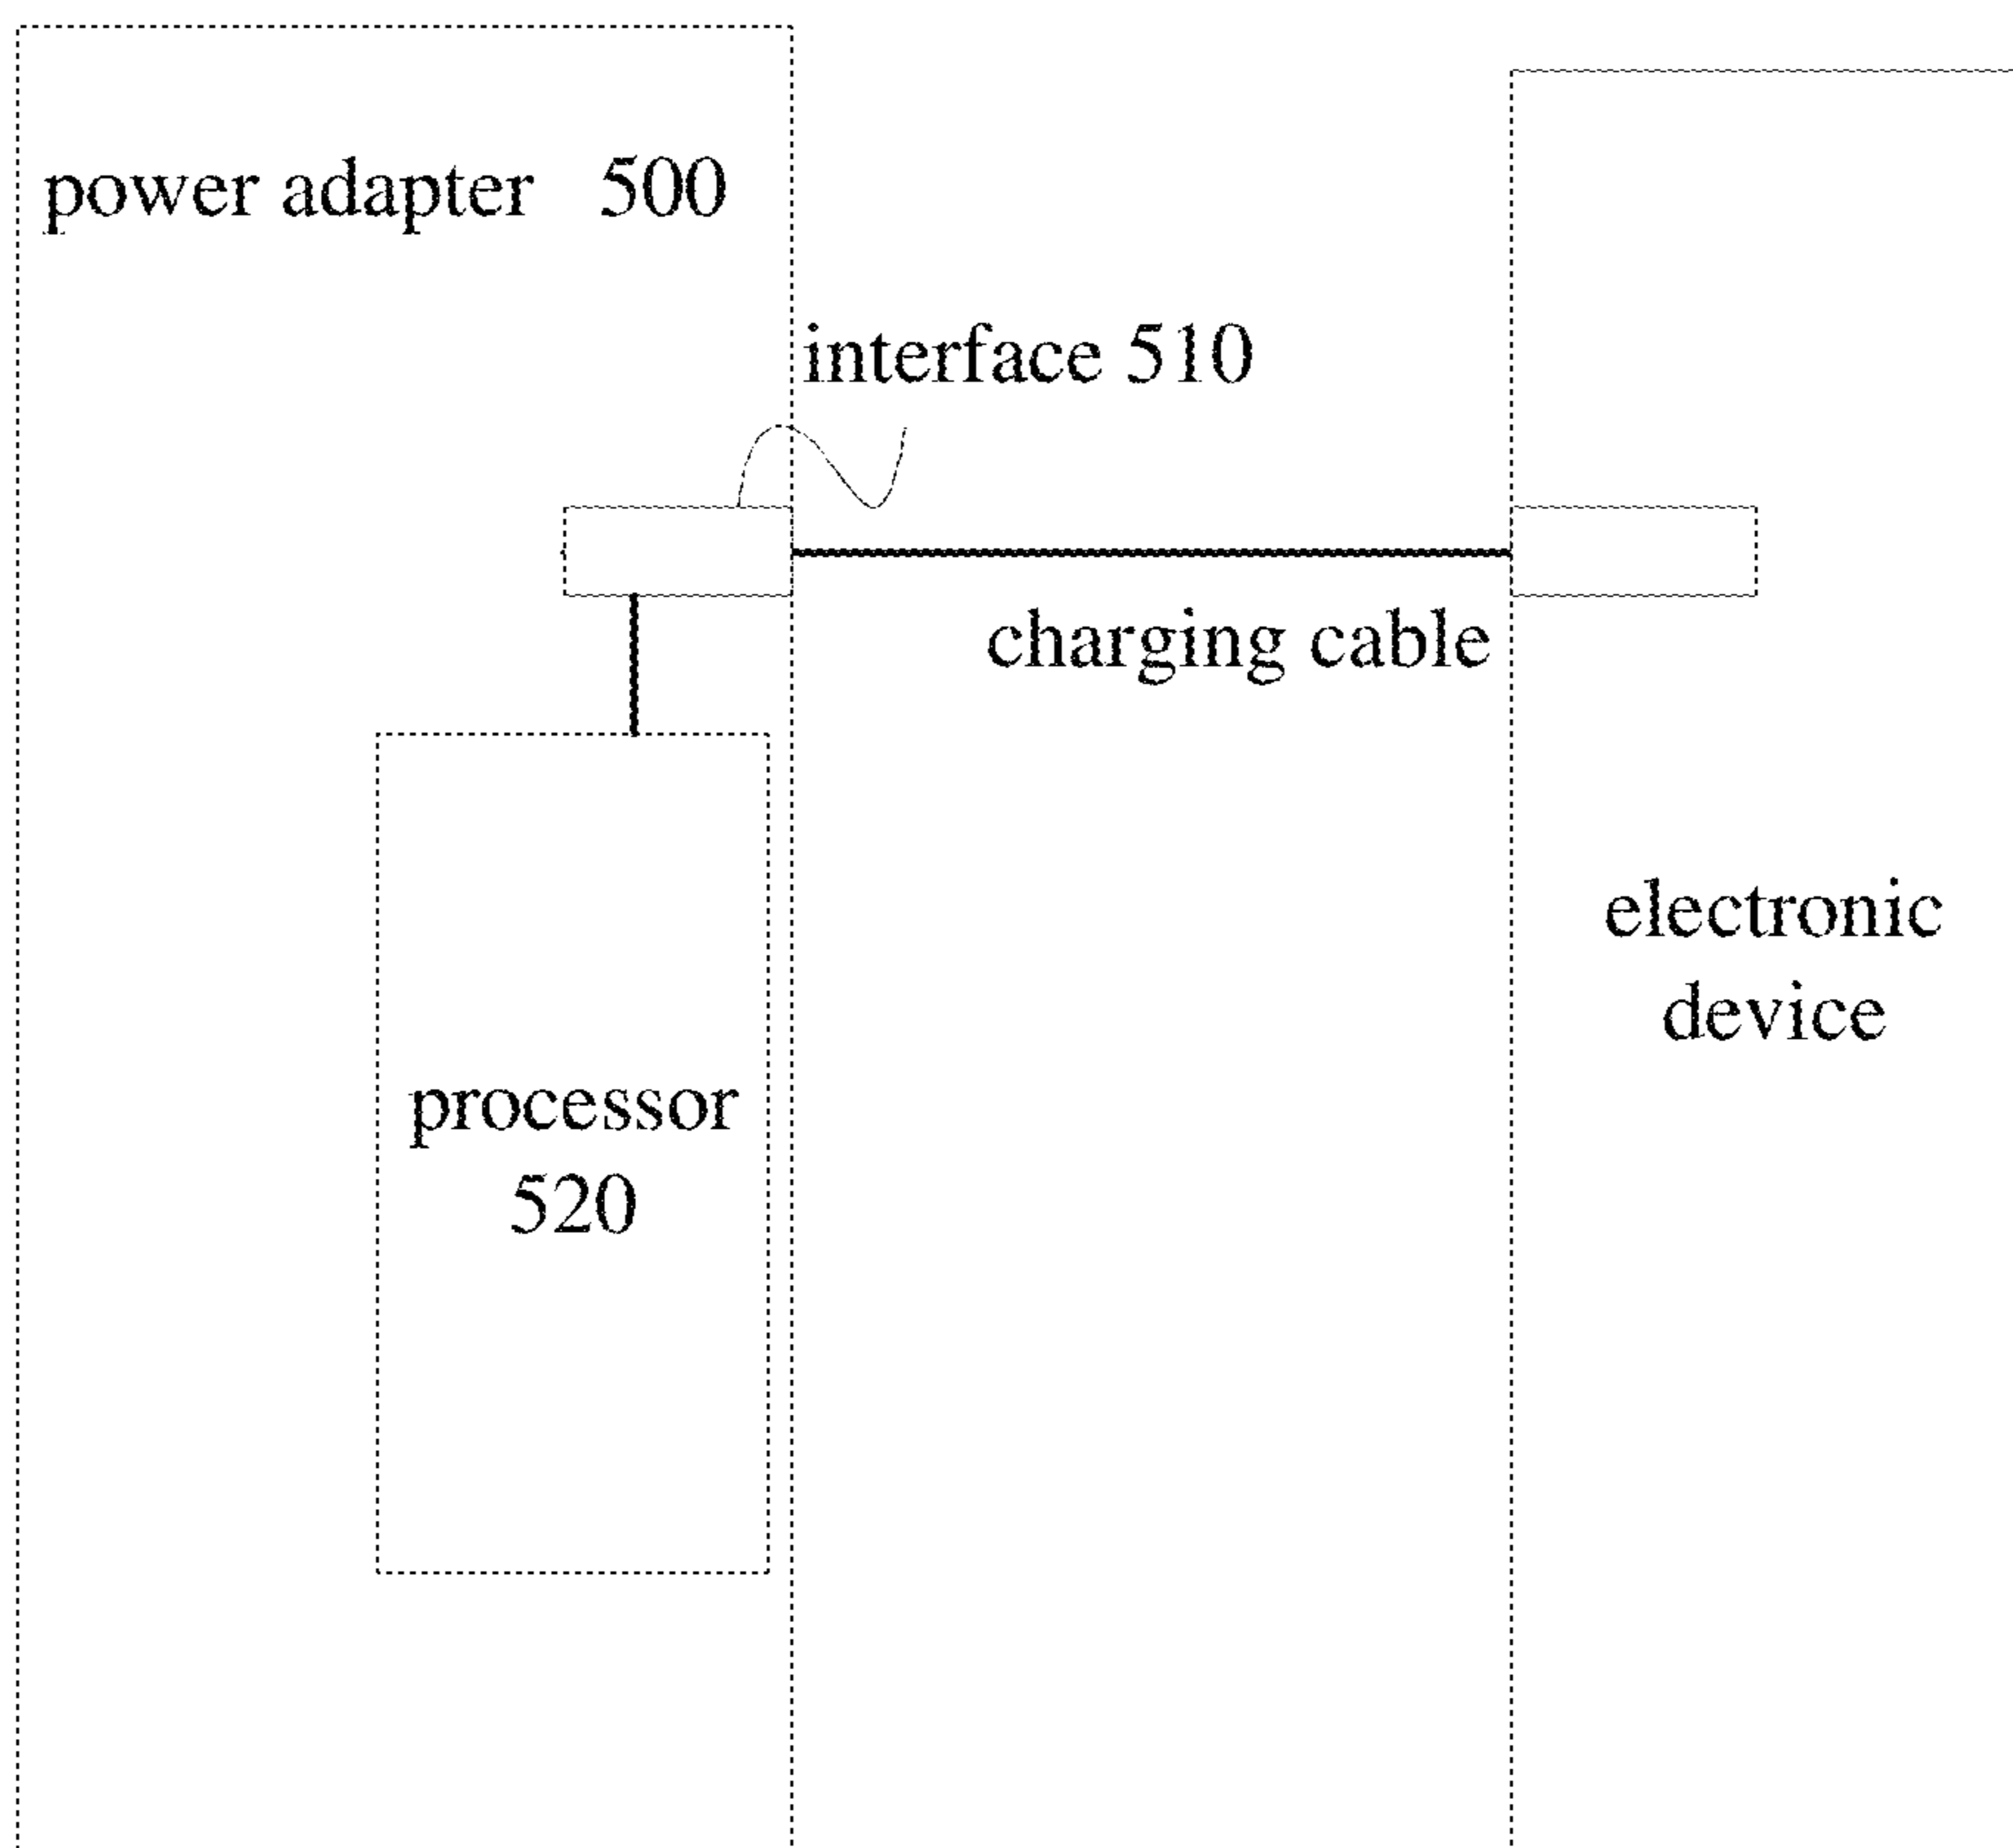 power adapter 500
interface 510
charging cable
electronic
device
processor
520